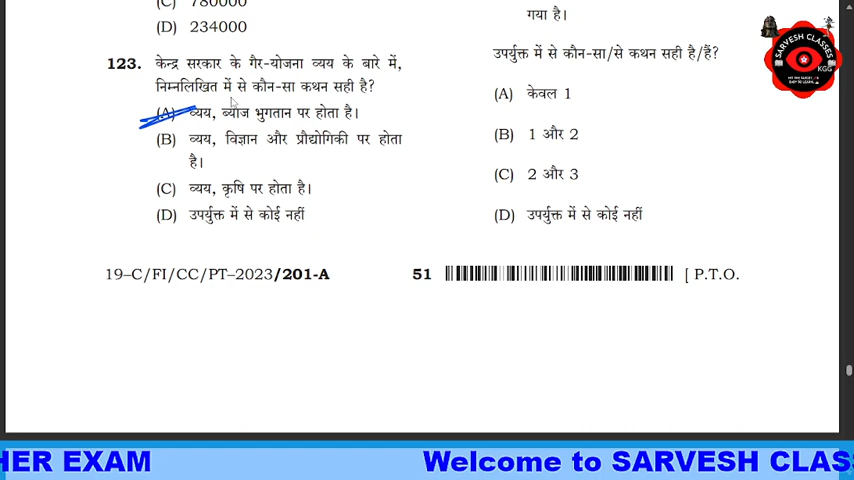 (C) 780000
(D) 234000
123. केन्द्र सरकार के गैर-योजना व्यय के बारे में,
निम्नलिखित में से कौन-सा कथन सही है?
(A) व्यय, ब्याज भुगतान पर होता है।
(B) व्यय, विज्ञान और प्रौद्योगिकी पर होता
है।
(C) व्यय, कृषि पर होता है।
(D) उपर्युक्त में से कोई नहीं
गया है।
उपर्युक्त में से कौन-सा/से कथन सही है/हैं?
(A) केवल 1
(B) 1 और 2
(C) 2 और 3
(D) उपर्युक्त में से कोई नहीं
19-C/FI/CC/PT-2023/201-A
51
[ P.T.O.
SARVESH CLASSES
KGG
HER EXAM
Welcome to SARVESH CLAS